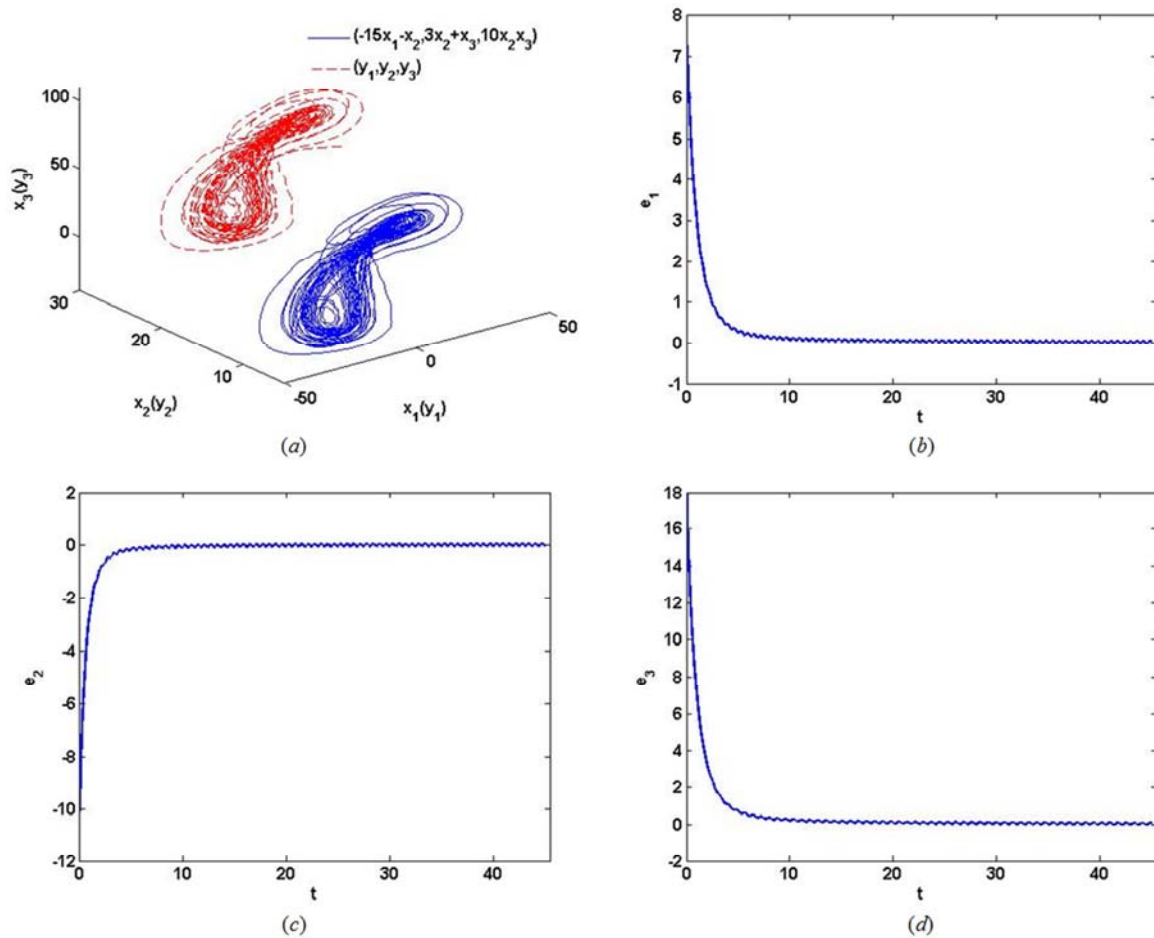 (-15x₁-x₂,3x₂+x₃,10x₂x₃)
(y₁,y₂,y₃)
100
50
0
x₃(y₃)
30
20
10
x₂(y₂)
-50
0
50
x₁(y₁)
(a)
8
7
6
5
4
3
2
1
0
-1
e₁
0 10 20 30 40
t
(b)
2
0
-2
-4
-6
-8
-10
-12
e₂
0 10 20 30 40
t
(c)
18
16
14
12
10
8
6
4
2
0
-2
e₃
0 10 20 30 40
t
(d)